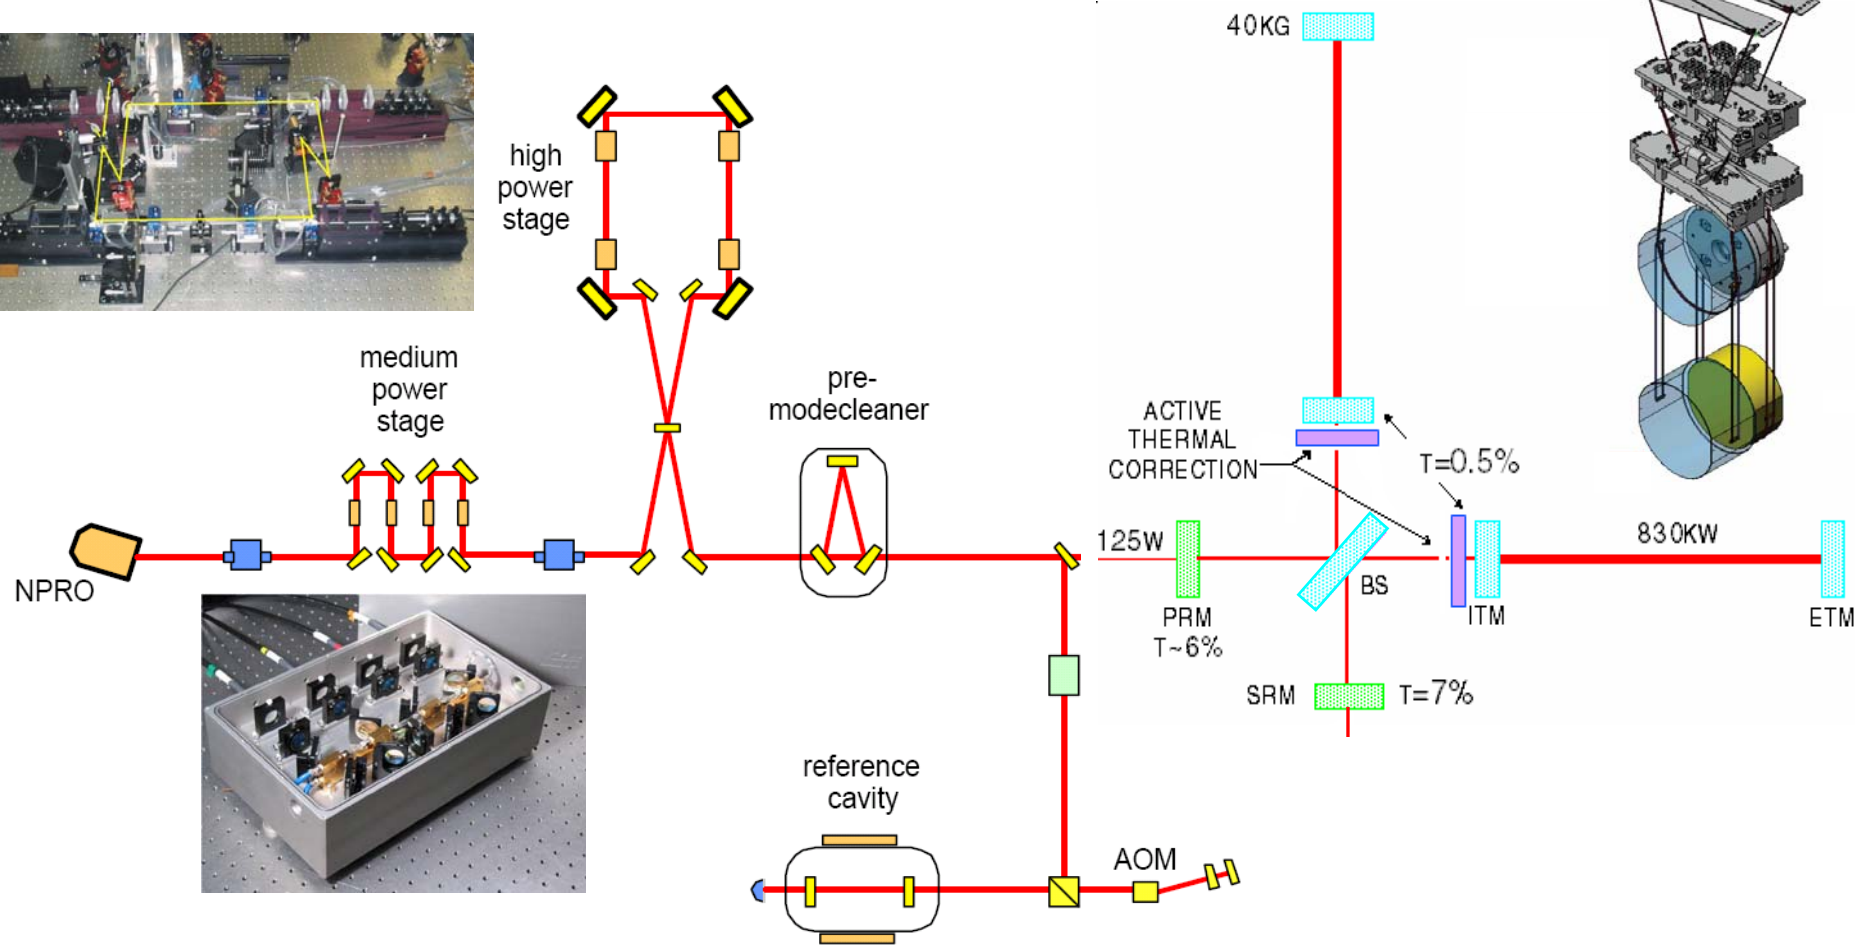 high
power
stage
medium
power
stage
pre-
modecleaner
NPRO
reference
cavity
AOM
40KG
ACTIVE
THERMAL
CORRECTION
T=0.5%
125W
830KW
BS
PRM
T~6%
ITM
ETM
SRM
T=7%